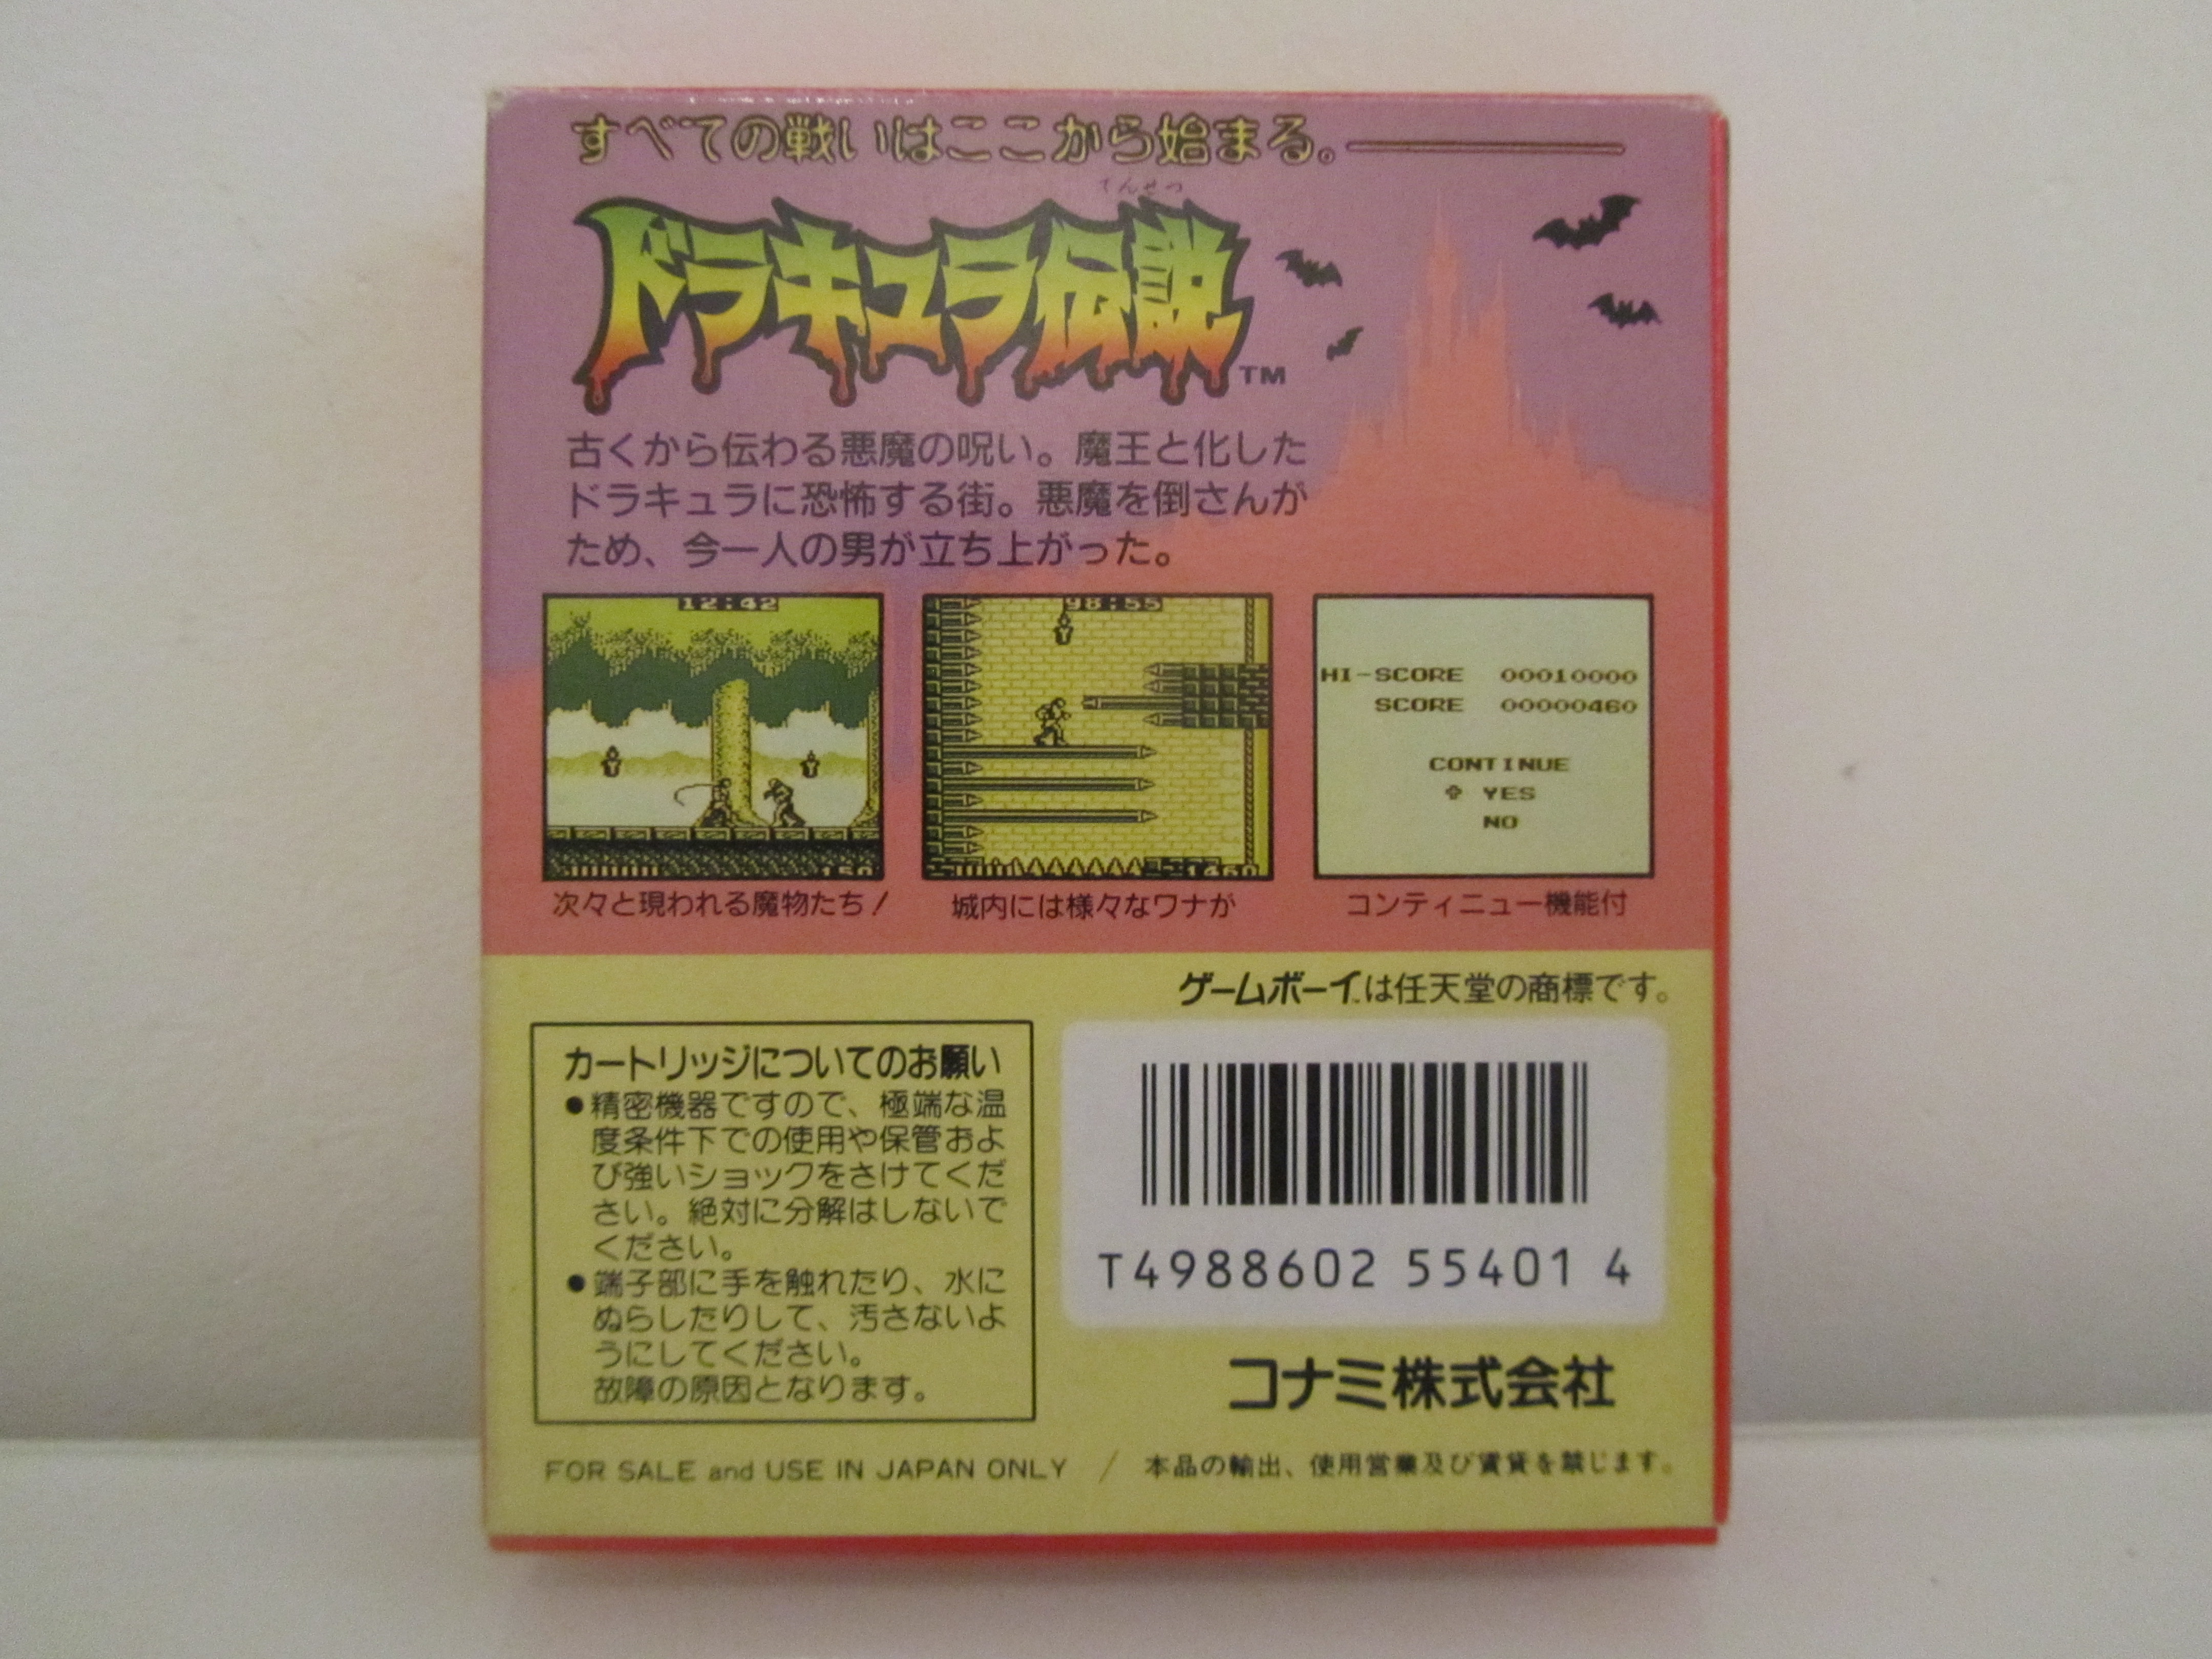 すべての戦いはここから始まる。
でんせつ
ドラキュラ伝説
TM
古くから伝わる悪魔の呪い。魔王と化した
ドラキュラに恐怖する街。悪魔を倒さんが
ため、今一人の男が立ち上がった。
12:42
150
次々と現われる魔物たち！
98:55
1460
城内には様々なワナが
HI-SCORE 00010000
SCORE 00000460
CONTINUE
YES
NO
コンティニュー機能付
ゲームボーイは任天堂の商標です。
カートリッジについてのお願い
●精密機器ですので、極端な温
度条件下での使用や保管およ
び強いショックをさけてくだ
さい。絶対に分解はしないで
ください。
●端子部に手を触れたり、水に
ぬらしたりして、汚さないよ
うにしてください。
故障の原因となります。
T4988602 55401 4
コナミ株式会社
FOR SALE and USE IN JAPAN ONLY / 本品の輸出、使用営業及び賃貸を禁じます。